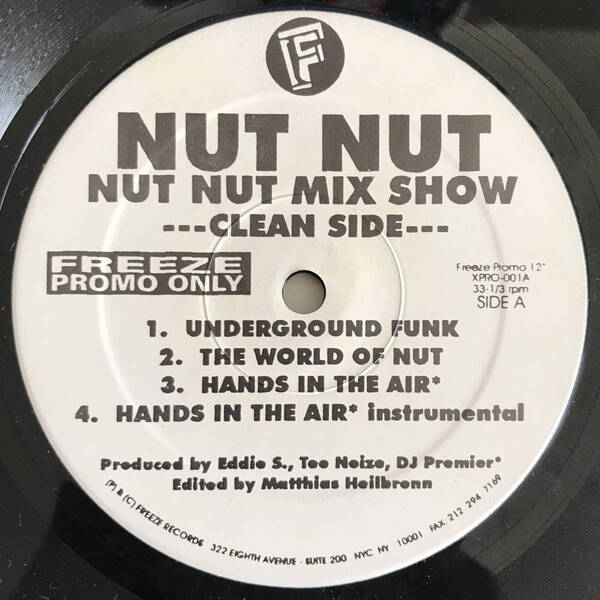 F
NUT NUT
NUT NUT MIX SHOW
---CLEAN SIDE---
FREEZE
PROMO ONLY
Freeze Promo 12"
XPRO-001A
33-1/3 rpm
SIDE A
1. UNDERGROUND FUNK
2. THE WORLD OF NUT
3. HANDS IN THE AIR*
4. HANDS IN THE AIR* instrumental
Produced by Eddie S., Tee Noize, DJ Premier*
Edited by Matthias Heilbronn
(P) & (C) FREEZE RECORDS 322 EIGHTH AVENUE - SUITE 200 NYC NY 10001 FAX 212 294 7169